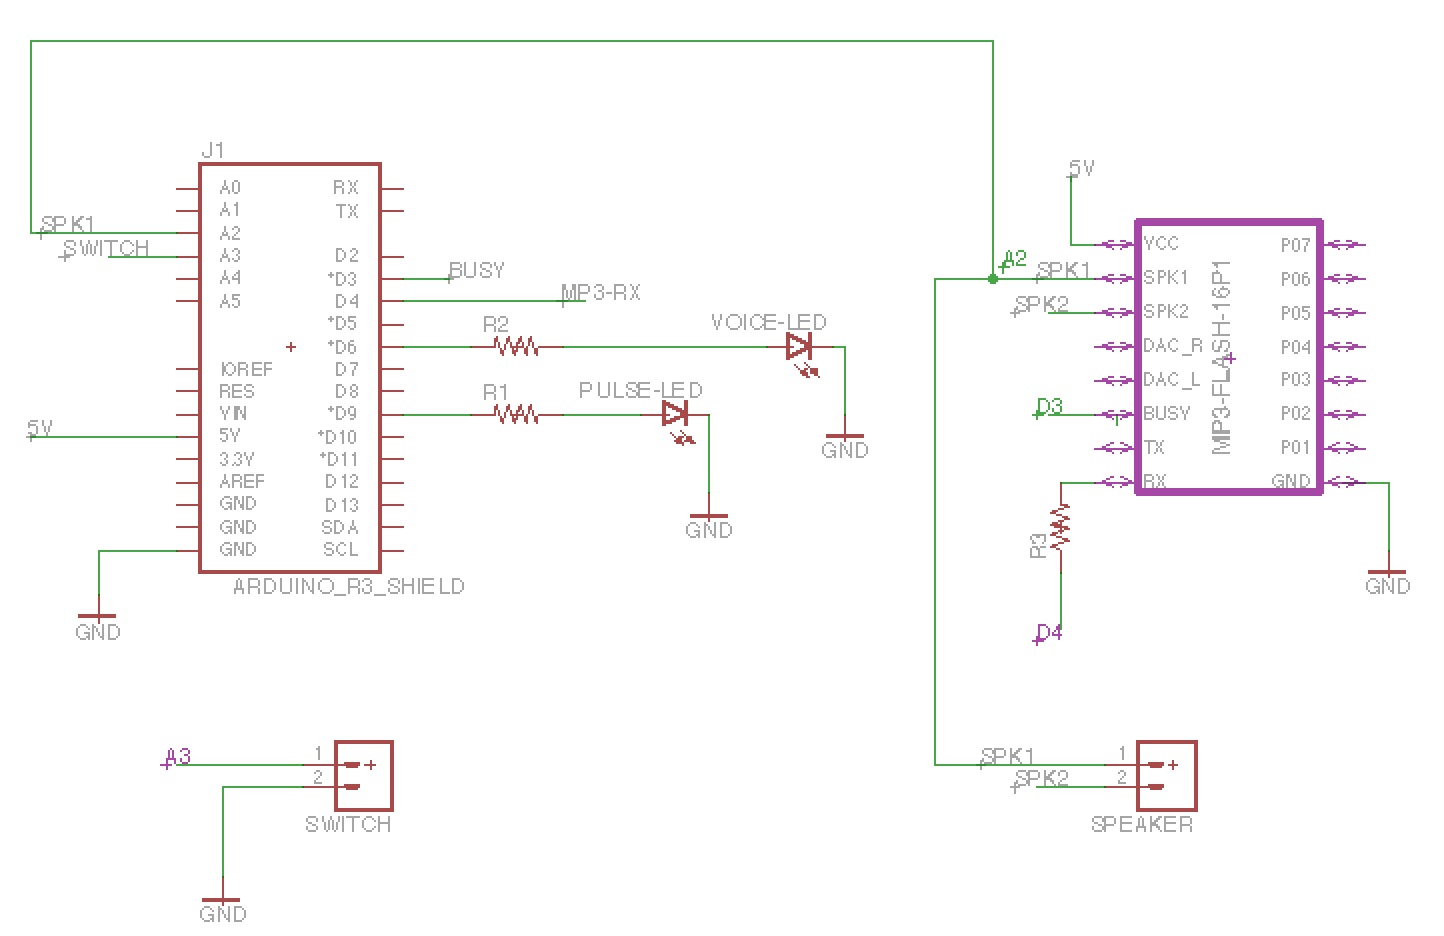 J1
A0
A1
A2
A3
A4
A5
IOREF
RES
VIN
5V
3.3V
AREF
GND
GND
GND
RX
TX
D2
*D3
D4
*D5
*D6
D7
D8
*D9
*D10
*D11
D12
D13
SDA
SCL
ARDUINO_R3_SHIELD
SPK1
SWITCH
5V
GND
BUSY
MP3-RX
R2
VOICE-LED
GND
R1
PULSE-LED
GND
5V
A2
SPK1
SPK2
D3
VCC
SPK1
SPK2
DAC_R
DAC_L
BUSY
TX
RX
MP3-FLASH-16P1
P07
P06
P05
P04
P03
P02
P01
GND
R3
D4
GND
A3
1
2
SWITCH
GND
SPK1
SPK2
1
2
SPEAKER